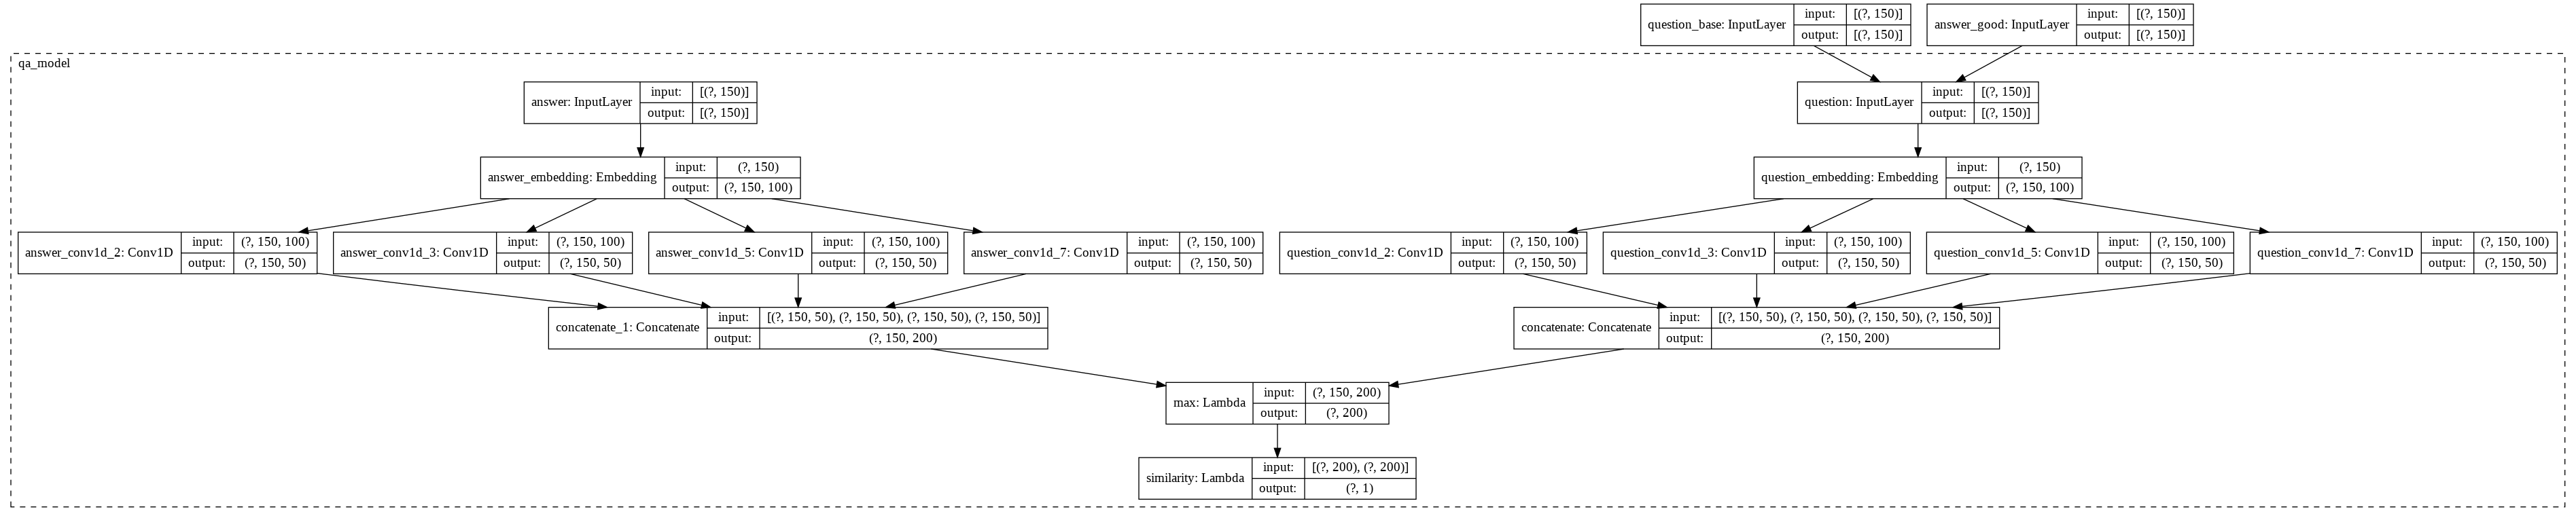 question_base: InputLayer input: [(?, 150)] output: [(?, 150)]
answer_good: InputLayer input: [(?, 150)] output: [(?, 150)]
qa_model
answer: InputLayer input: [(?, 150)] output: [(?, 150)]
question: InputLayer input: [(?, 150)] output: [(?, 150)]
answer_embedding: Embedding input: (?, 150) output: (?, 150, 100)
question_embedding: Embedding input: (?, 150) output: (?, 150, 100)
answer_conv1d_2: Conv1D input: (?, 150, 100) output: (?, 150, 50)
answer_conv1d_3: Conv1D input: (?, 150, 100) output: (?, 150, 50)
answer_conv1d_5: Conv1D input: (?, 150, 100) output: (?, 150, 50)
answer_conv1d_7: Conv1D input: (?, 150, 100) output: (?, 150, 50)
question_conv1d_2: Conv1D input: (?, 150, 100) output: (?, 150, 50)
question_conv1d_3: Conv1D input: (?, 150, 100) output: (?, 150, 50)
question_conv1d_5: Conv1D input: (?, 150, 100) output: (?, 150, 50)
question_conv1d_7: Conv1D input: (?, 150, 100) output: (?, 150, 50)
concatenate_1: Concatenate input: [(?, 150, 50), (?, 150, 50), (?, 150, 50), (?, 150, 50)] output: (?, 150, 200)
concatenate: Concatenate input: [(?, 150, 50), (?, 150, 50), (?, 150, 50), (?, 150, 50)] output: (?, 150, 200)
max: Lambda input: (?, 150, 200) output: (?, 200)
similarity: Lambda input: [(?, 200), (?, 200)] output: (?, 1)